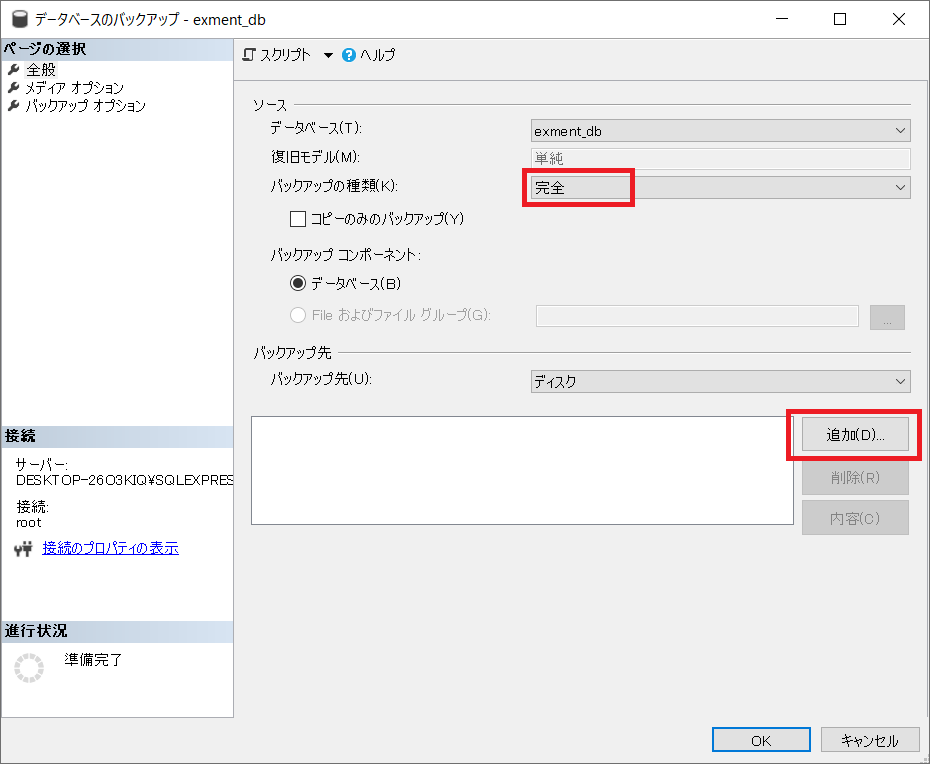 データベースのバックアップ - exment_db
ページの選択
全般
メディア オプション
バックアップ オプション
スクリプト
ヘルプ
ソース
データベース(T):
exment_db
復旧モデル(M):
単純
バックアップの種類(K):
完全
コピーのみのバックアップ(Y)
バックアップ コンポーネント:
データベース(B)
File およびファイル グループ(G):
...
バックアップ先
バックアップ先(U):
ディスク
追加(D)...
削除(R)
内容(C)
接続
サーバー:
DESKTOP-26O3KIQ¥SQLEXPRES
接続:
root
接続のプロパティの表示
進行状況
準備完了
OK
キャンセル